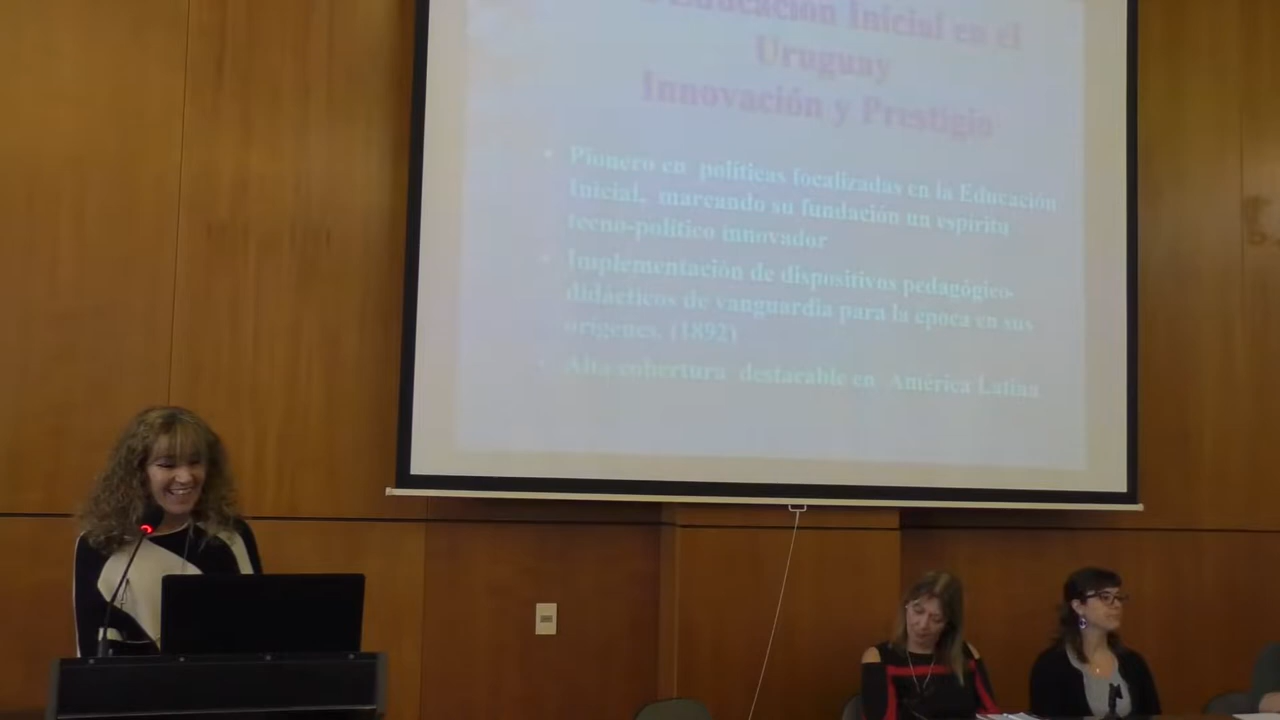 Educación Inicial en el
Uruguay
Innovación y Prestigio
• Pionero en políticas focalizadas en la Educación
Inicial, marcando su fundación un espíritu
tecno-político innovador
• Implementación de dispositivos pedagógico-
didácticos de vanguardia para la época en sus
orígenes. (1892)
• Alta cobertura destacable en América Latina.